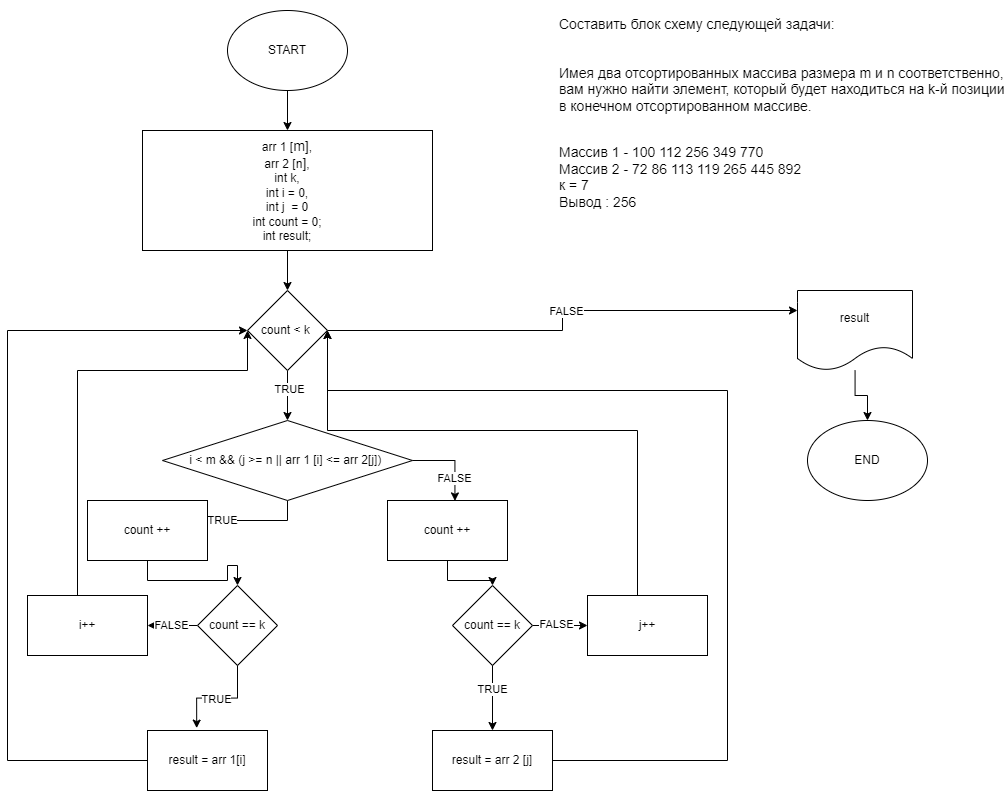 START
Составить блок схему следующей задачи:
Имея два отсортированных массива размера m и n соответственно,
вам нужно найти элемент, который будет находиться на k-й позиции
в конечном отсортированном массиве.
Массив 1 - 100 112 256 349 770
Массив 2 - 72 86 113 119 265 445 892
к = 7
Вывод : 256
arr 1 [m],
arr 2 [n],
int k,
int i = 0,
int j = 0
int count = 0;
int result;
count < k
FALSE
result
TRUE
i < m && (j >= n || arr 1 [i] <= arr 2[j])
END
FALSE
TRUE
count ++
count ++
i++
FALSE
count == k
count == k
FALSE
j++
TRUE
TRUE
result = arr 1[i]
result = arr 2 [j]